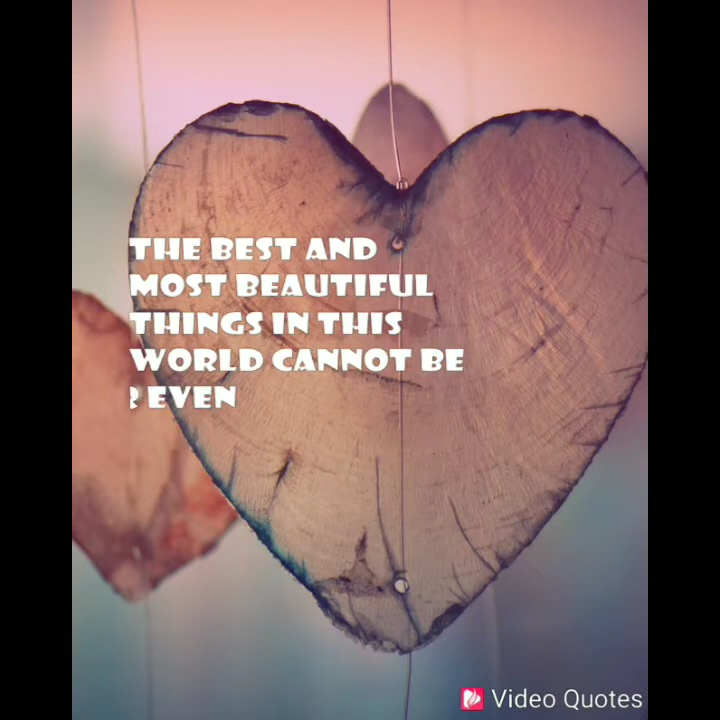 THE BEST AND
MOST BEAUTIFUL
THINGS IN THIS
WORLD CANNOT BE
EVEN
Video Quotes